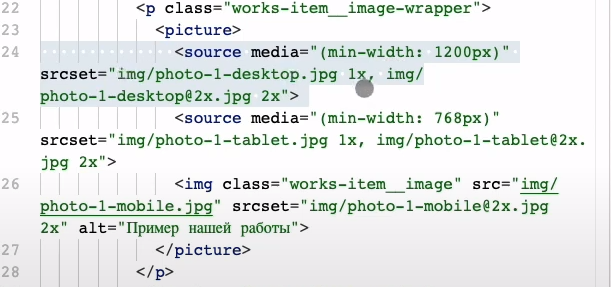 22 <p class="works-item__image-wrapper">
23 <picture>
24 <source media="(min-width: 1200px)"
srcset="img/photo-1-desktop.jpg 1x, img/
photo-1-desktop@2x.jpg 2x">
25 <source media="(min-width: 768px)"
srcset="img/photo-1-tablet.jpg 1x, img/photo-1-tablet@2x.
jpg 2x">
26 <img class="works-item__image" src="img/
photo-1-mobile.jpg" srcset="img/photo-1-mobile@2x.jpg
2x" alt="Пример нашей работы">
27 </picture>
28 </p>